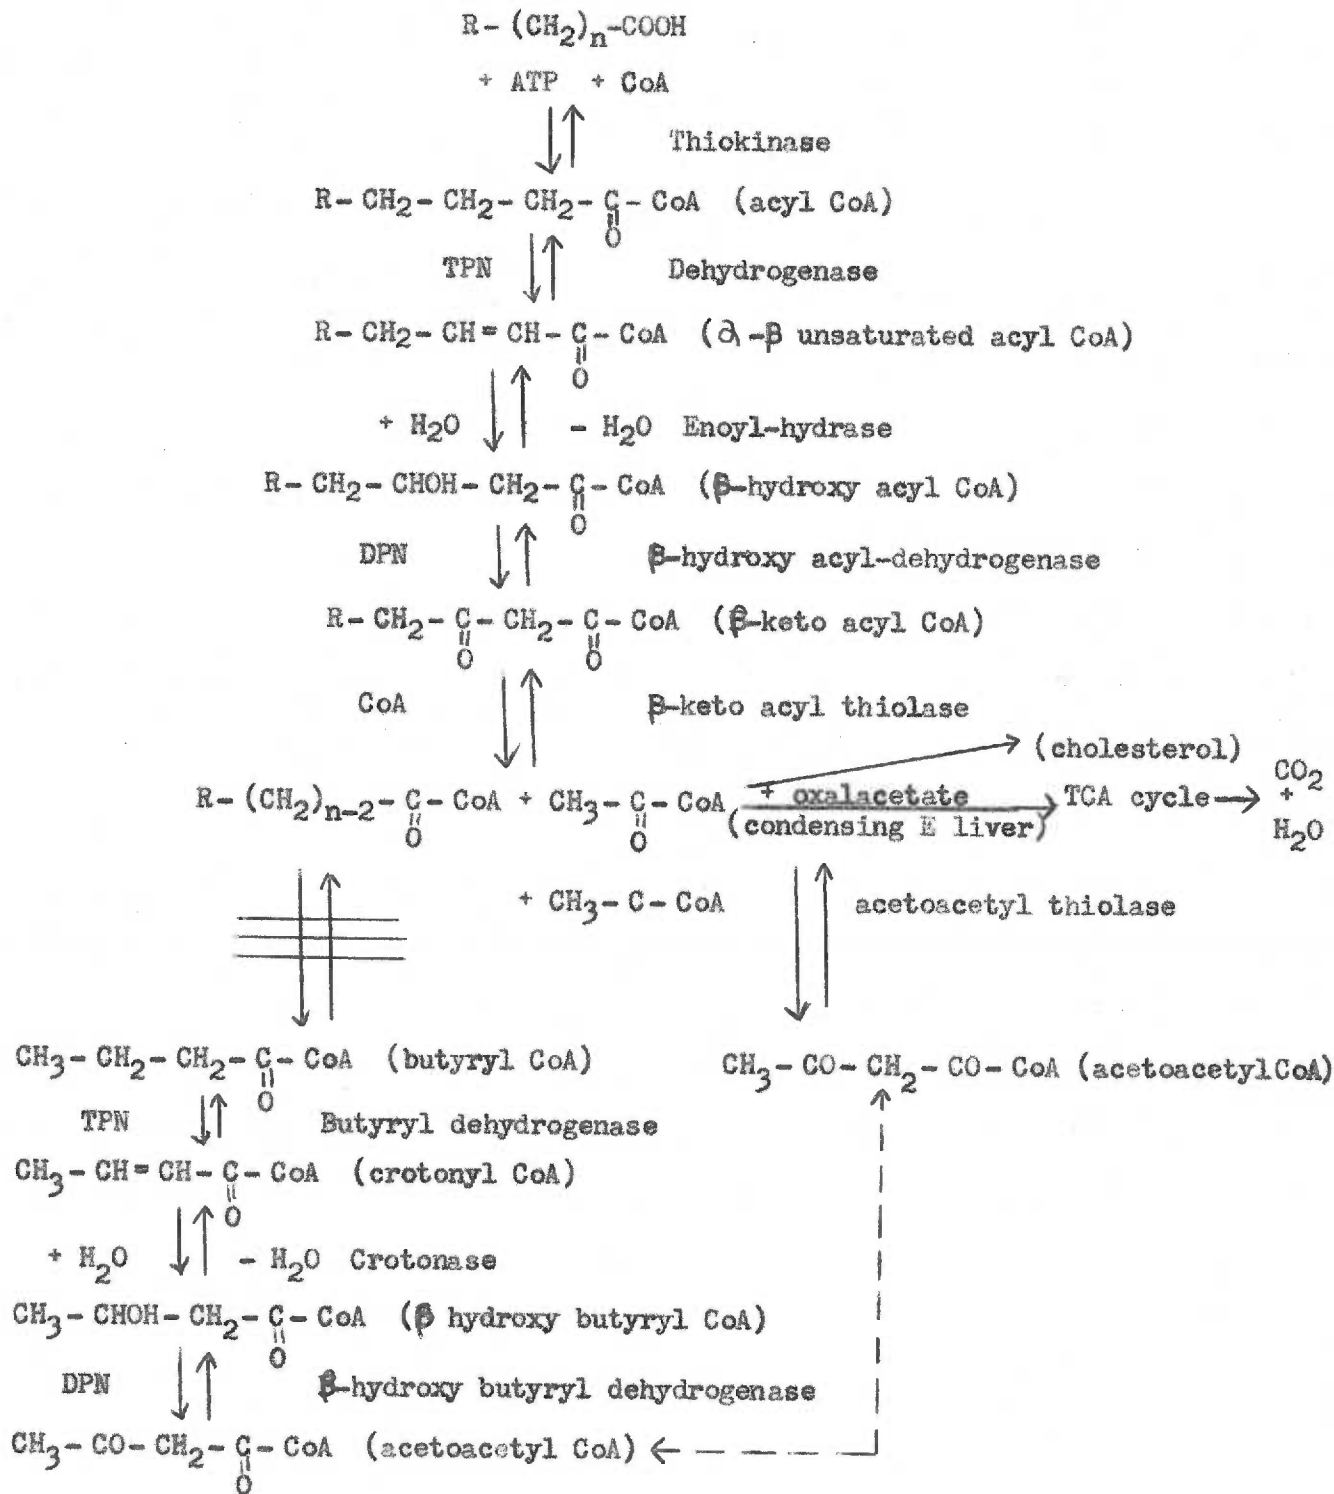 R- (CH2)n-COOH
+ ATP + CoA
Thiokinase
R- CH2- CH2- CH2- C- CoA (acyl CoA)
O
TPN Dehydrogenase
R- CH2- CH = CH- C- CoA (∂-β unsaturated acyl CoA)
O
+ H2O - H2O Enoyl-hydrase
R- CH2- CHOH- CH2- C- CoA (β-hydroxy acyl CoA)
O
DPN β-hydroxy acyl-dehydrogenase
R- CH2- C- CH2- C- CoA (β-keto acyl CoA)
O O
CoA β-keto acyl thiolase
(cholesterol)
R- (CH2)n-2- C- CoA + CH3- C- CoA + oxalacetate TCA cycle CO2
O O (condensing E liver) + H2O
+ CH3- C- CoA acetoacetyl thiolase
CH3- CH2- CH2- C- CoA (butyryl CoA) CH3- CO- CH2- CO- CoA (acetoacetyl CoA)
O
TPN Butyryl dehydrogenase
CH3- CH = CH- C- CoA (crotonyl CoA)
O
+ H2O - H2O Crotonase
CH3- CHOH- CH2- C- CoA (β hydroxy butyryl CoA)
O
DPN β-hydroxy butyryl dehydrogenase
CH3- CO- CH2- C- CoA (acetoacetyl CoA)
O